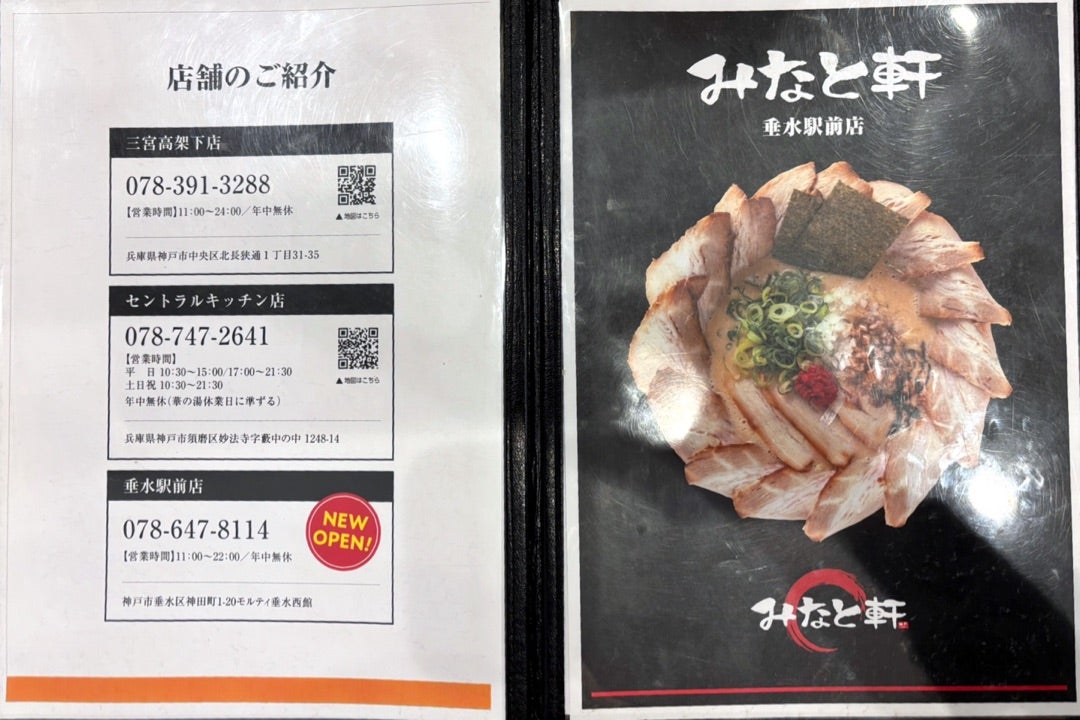 店舗のご紹介
三宮高架下店
078-391-3288
【営業時間】11:00〜24:00／年中無休
▲地図はこちら
兵庫県神戸市中央区北長狭通1丁目31-35
セントラルキッチン店
078-747-2641
【営業時間】
平　日 10:30〜15:00/17:00〜21:30
土日祝 10:30〜21:30
年中無休(華の湯休業日に準ずる)
▲地図はこちら
兵庫県神戸市須磨区妙法寺字藪中の中 1248-14
垂水駅前店
078-647-8114
【営業時間】11:00〜22:00／年中無休
NEW
OPEN!
神戸市垂水区神田町1-20モルティ垂水西館
みなと軒
垂水駅前店
みなと軒